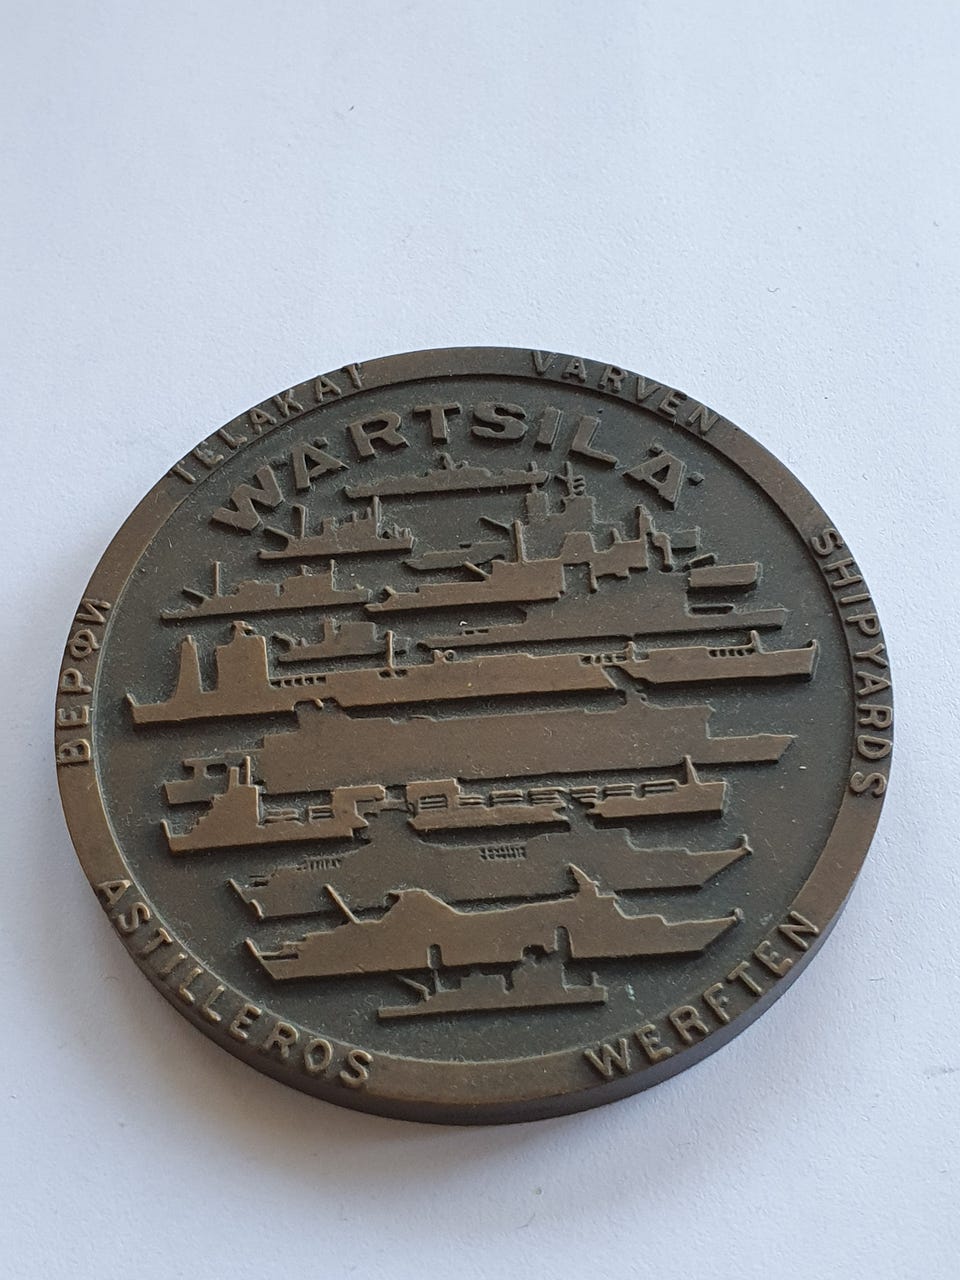 WÄRTSILÄ
TELAKAT
VARVEN
SHIPYARDS
WERFTEN
ASTILLEROS
ВЕРФИ